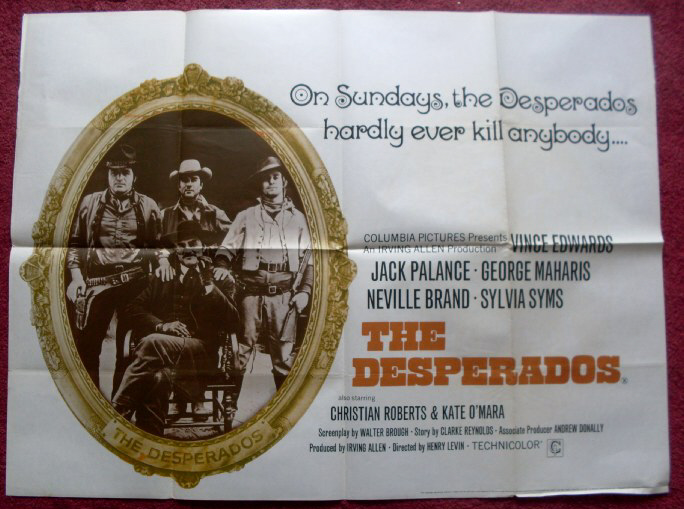 On Sundays, the Desperados
hardly ever kill anybody....
COLUMBIA PICTURES Presents VINCE EDWARDS
An IRVING ALLEN Production
JACK PALANCE · GEORGE MAHARIS
NEVILLE BRAND · SYLVIA SYMS
THE
DESPERADOS
also starring
CHRISTIAN ROBERTS & KATE O'MARA
Screenplay by WALTER BROUGH · Story by CLARKE REYNOLDS · Associate Producer ANDREW DONALLY
Produced by IRVING ALLEN · Directed by HENRY LEVIN · TECHNICOLOR®
"THE DESPERADOS"